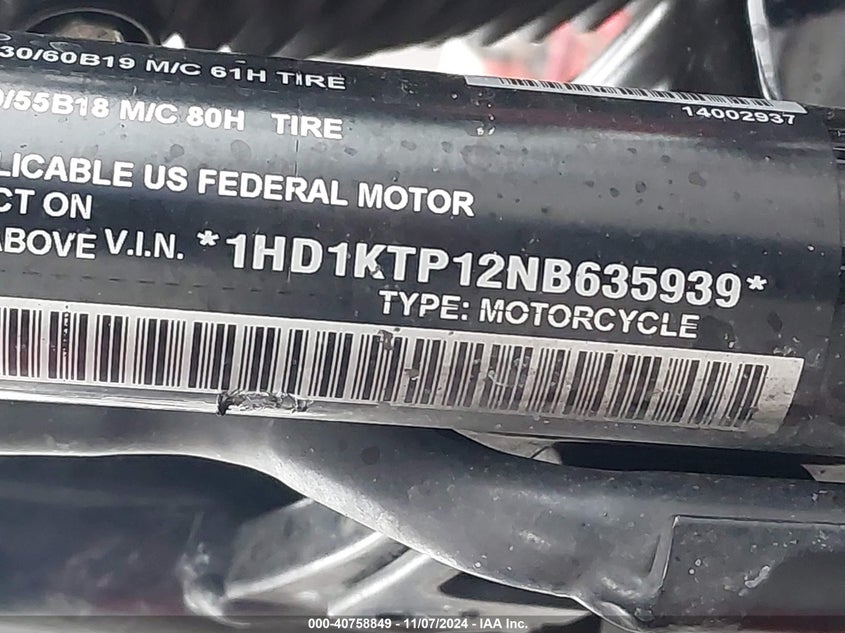 30/60B19 M/C 61H TIRE
/55B18 M/C 80H TIRE
14002937
LICABLE US FEDERAL MOTOR
CT ON
ABOVE V.I.N. *1HD1KTP12NB635939*
TYPE: MOTORCYCLE
000-40758849 - 11/07/2024 - IAA Inc.